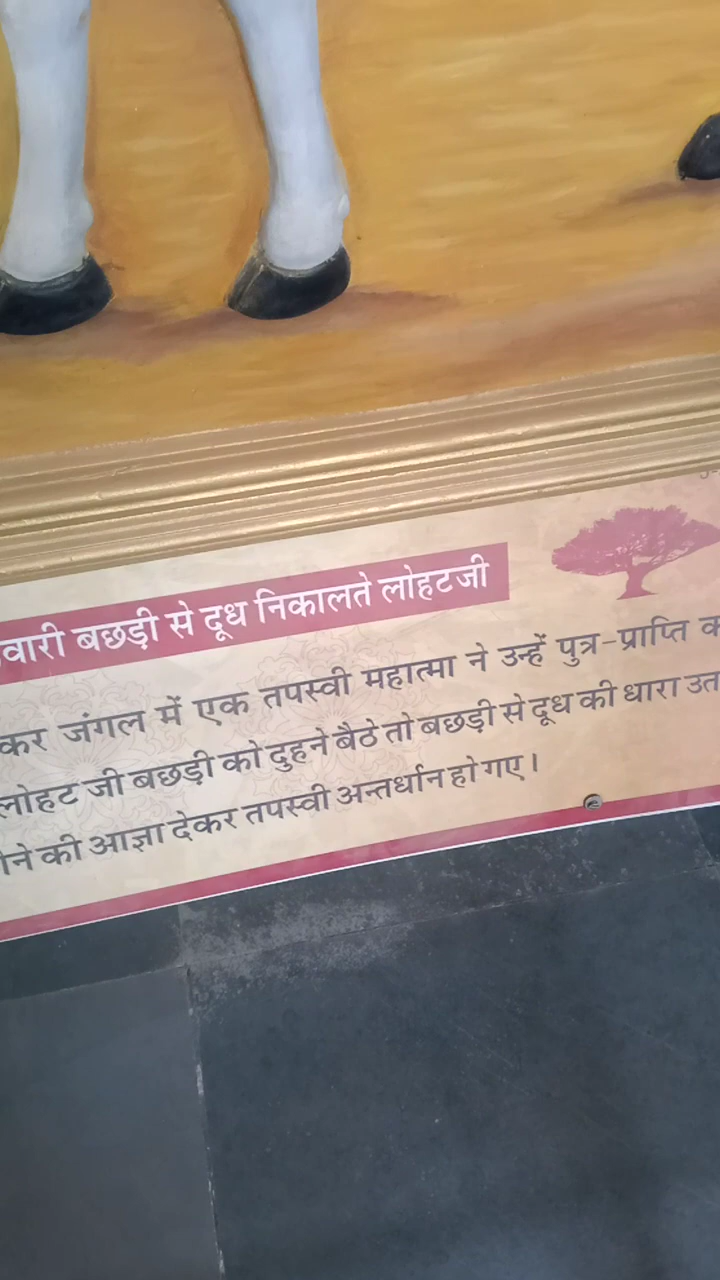 वारी बछड़ी से दूध निकालते लोहटजी
कर जंगल में एक तपस्वी महात्मा ने उन्हें पुत्र-प्राप्ति क
लोहट जी बछड़ी को दुहने बैठे तो बछड़ी से दूध की धारा उत
ने की आज्ञा देकर तपस्वी अन्तर्धान हो गए।